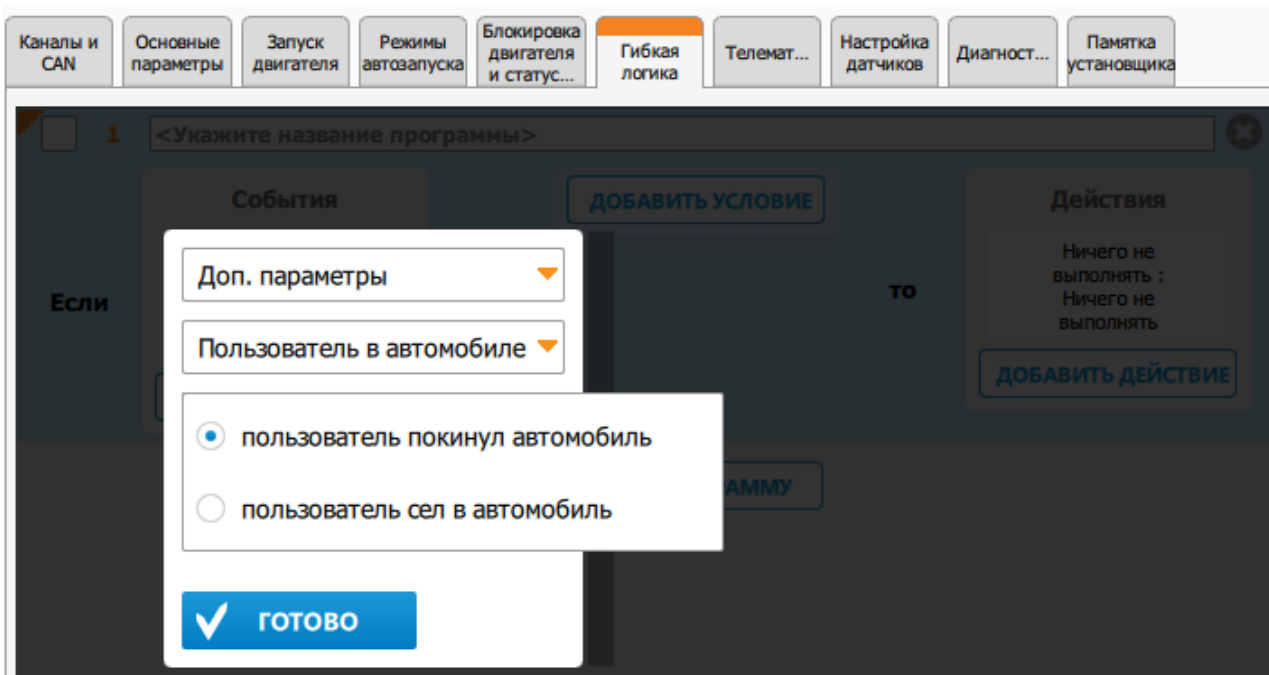 Каналы и
CAN
Основные
параметры
Запуск
двигателя
Режимы
автозапуска
Блокировка
двигателя
и статус...
Гибкая
логика
Телемат...
Настройка
датчиков
Диагност...
Памятка
установщика
1 <Укажите название программы>
События
ДОБАВИТЬ УСЛОВИЕ
Действия
Если
Доп. параметры
Пользователь в автомобиле
пользователь покинул автомобиль
пользователь сел в автомобиль
ГОТОВО
то
Ничего не
выполнять :
Ничего не
выполнять
ДОБАВИТЬ ДЕЙСТВИЕ